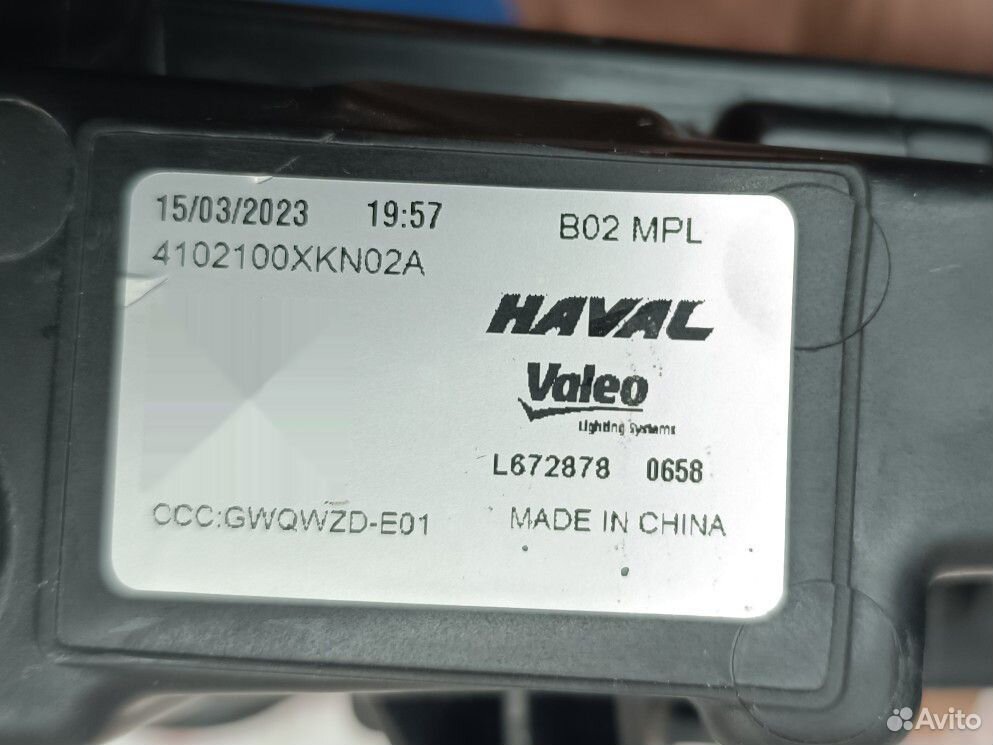 15/03/2023 19:57 B02 MPL
4102100XKN02A
HAVAL
Valeo
Lighting Systems
L672878 0658
CCC:GWQWZD-E01 MADE IN CHINA
Avito